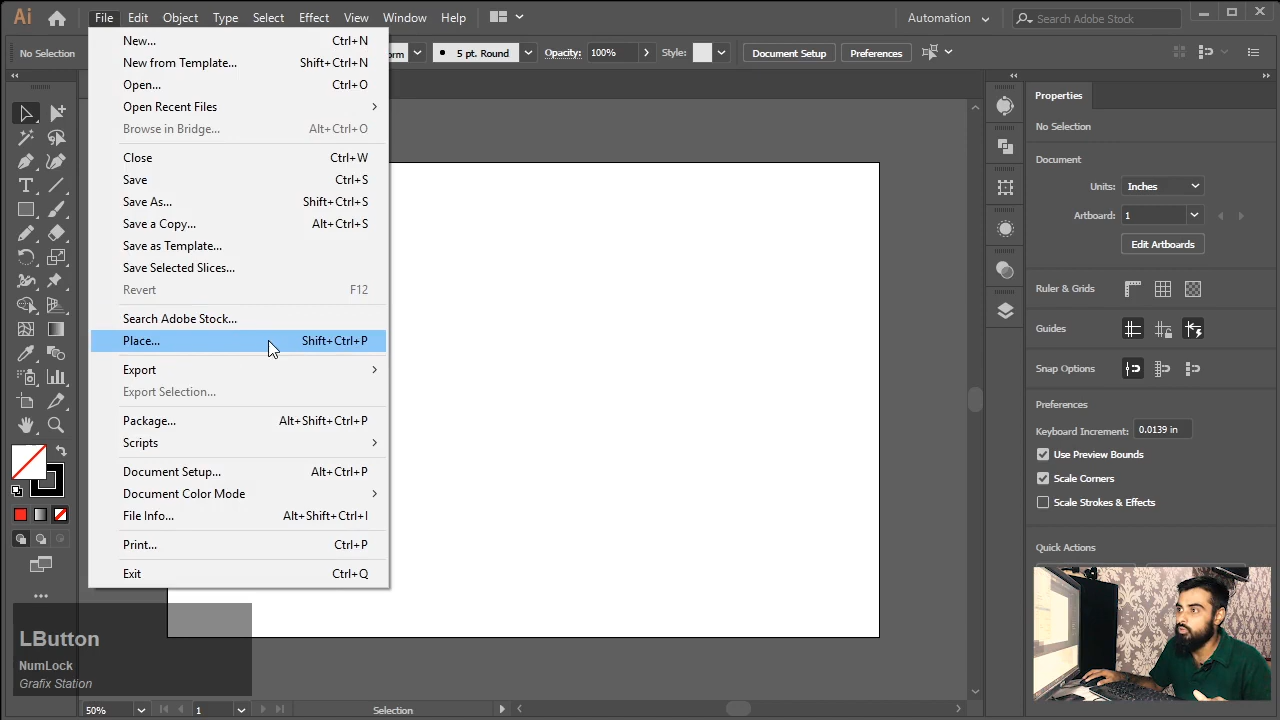 Ai File Edit Object Type Select Effect View Window Help Automation Search Adobe Stock
No Selection 5 pt. Round Opacity: 100% Style: Document Setup Preferences
New... Ctrl+N
New from Template... Shift+Ctrl+N
Open... Ctrl+O
Open Recent Files
Browse in Bridge... Alt+Ctrl+O
Close Ctrl+W
Save Ctrl+S
Save As... Shift+Ctrl+S
Save a Copy... Alt+Ctrl+S
Save as Template...
Save Selected Slices...
Revert F12
Search Adobe Stock...
Place... Shift+Ctrl+P
Export
Export Selection...
Package... Alt+Shift+Ctrl+P
Scripts
Document Setup... Alt+Ctrl+P
Document Color Mode
File Info... Alt+Shift+Ctrl+I
Print... Ctrl+P
Exit Ctrl+Q
Properties
No Selection
Document
Units: Inches
Artboard: 1
Edit Artboards
Ruler & Grids
Guides
Snap Options
Preferences
Keyboard Increment: 0.0139 in
Use Preview Bounds
Scale Corners
Scale Strokes & Effects
Quick Actions
LButton
NumLock
Grafix Station
50% 1 Selection